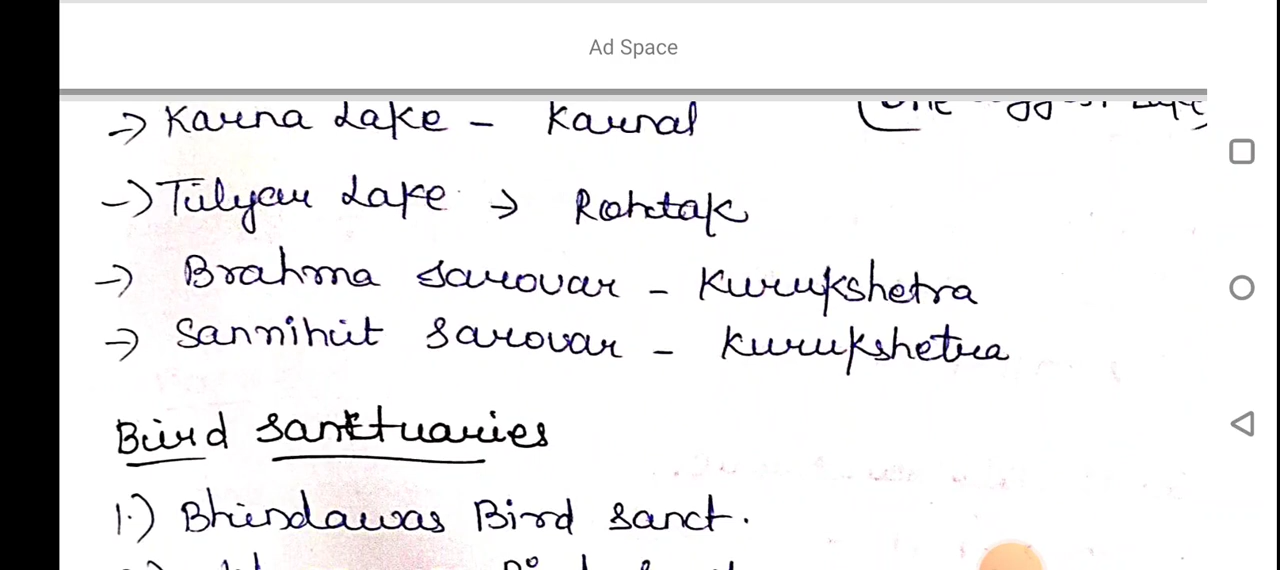 Ad Space
→ Karna Lake - Karnal
→ Tilyar Lake → Rohtak
→ Brahma Sarovar - Kurukshetra
→ Sannihit Sarovar - Kurukshetra
Bird Sanctuaries
1.) Bhindawas Bird Sanct.